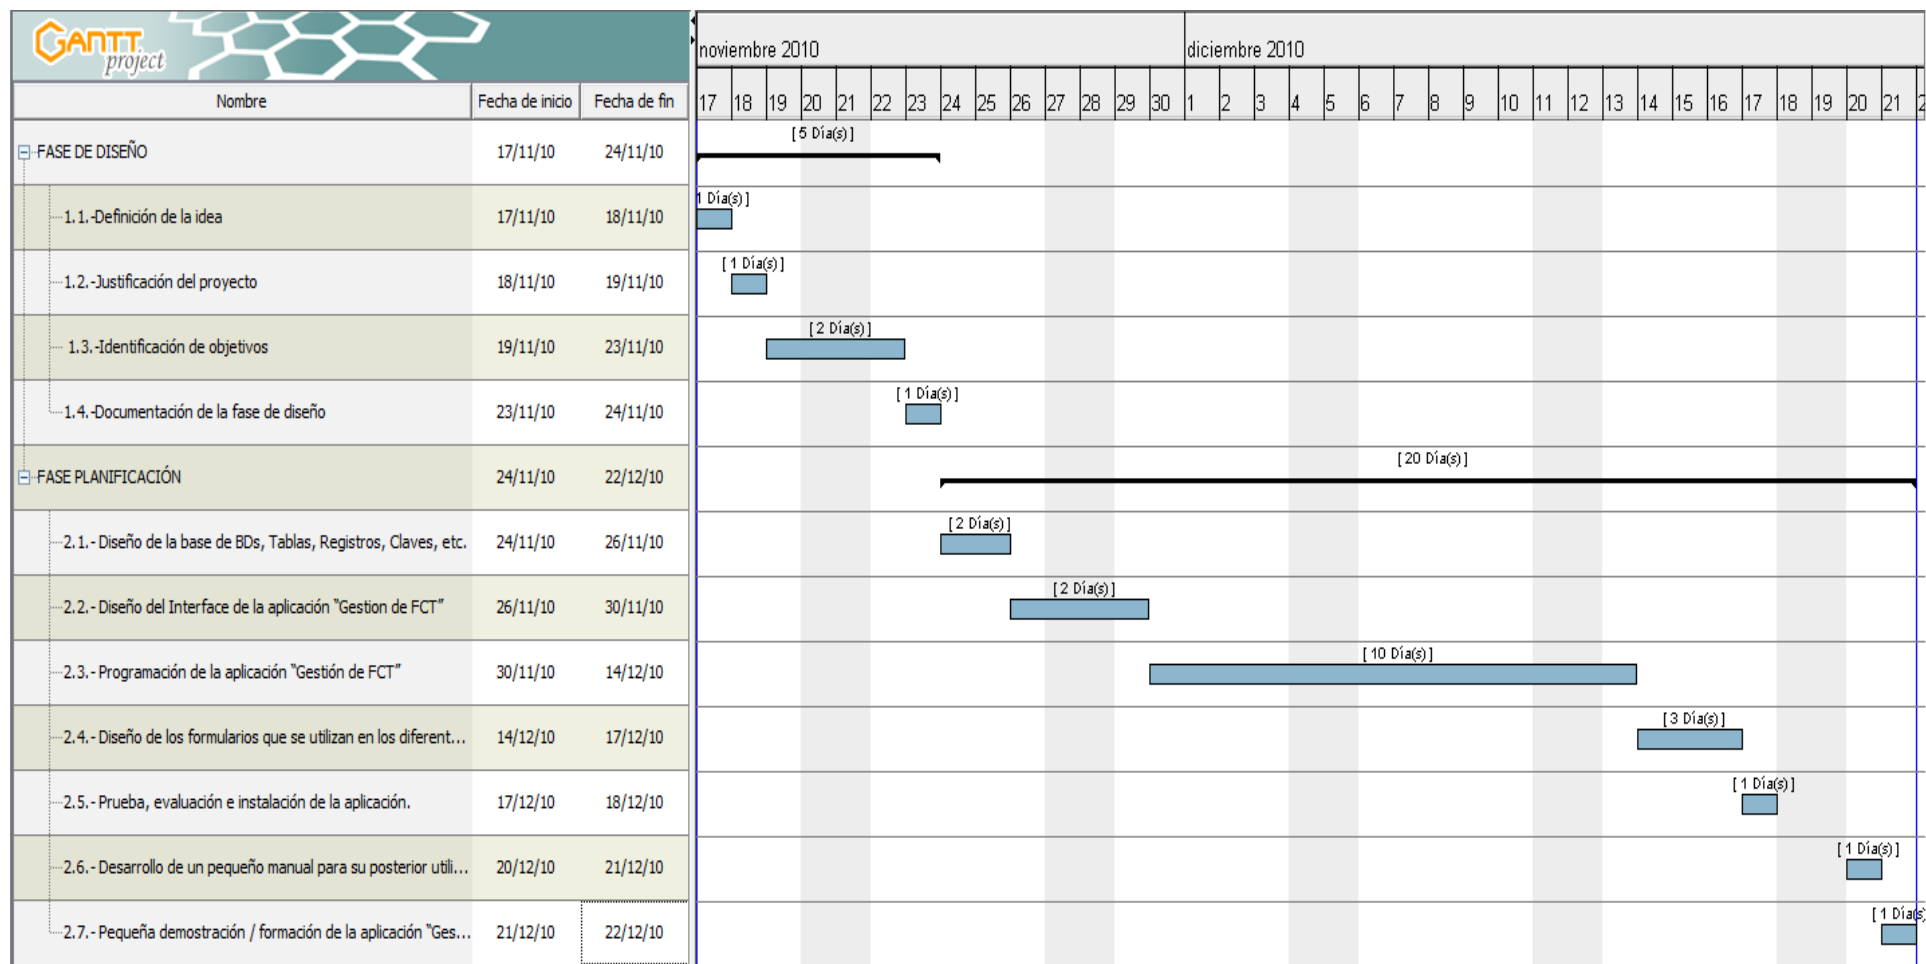 GANTT
project
noviembre 2010 diciembre 2010
Nombre Fecha de inicio Fecha de fin 17 18 19 20 21 22 23 24 25 26 27 28 29 30 1 2 3 4 5 6 7 8 9 10 11 12 13 14 15 16 17 18 19 20 21 2
[ 5 Día(s) ]
FASE DE DISEÑO 17/11/10 24/11/10
1 Día(s) ]
1.1.-Definición de la idea 17/11/10 18/11/10
[ 1 Día(s) ]
1.2.-Justificación del proyecto 18/11/10 19/11/10
[ 2 Día(s) ]
1.3.-Identificación de objetivos 19/11/10 23/11/10
[ 1 Día(s) ]
1.4.-Documentación de la fase de diseño 23/11/10 24/11/10
[ 20 Día(s) ]
FASE PLANIFICACIÓN 24/11/10 22/12/10
[ 2 Día(s) ]
2.1.- Diseño de la base de BDs, Tablas, Registros, Claves, etc. 24/11/10 26/11/10
[ 2 Día(s) ]
2.2.- Diseño del Interface de la aplicación “Gestion de FCT” 26/11/10 30/11/10
[ 10 Día(s) ]
2.3.- Programación de la aplicación “Gestión de FCT” 30/11/10 14/12/10
[ 3 Día(s) ]
2.4.- Diseño de los formularios que se utilizan en los diferent... 14/12/10 17/12/10
[ 1 Día(s) ]
2.5.- Prueba, evaluación e instalación de la aplicación. 17/12/10 18/12/10
[ 1 Día(s) ]
2.6.- Desarrollo de un pequeño manual para su posterior utili... 20/12/10 21/12/10
[ 1 Día(s)
2.7.- Pequeña demostración / formación de la aplicación “Ges... 21/12/10 22/12/10